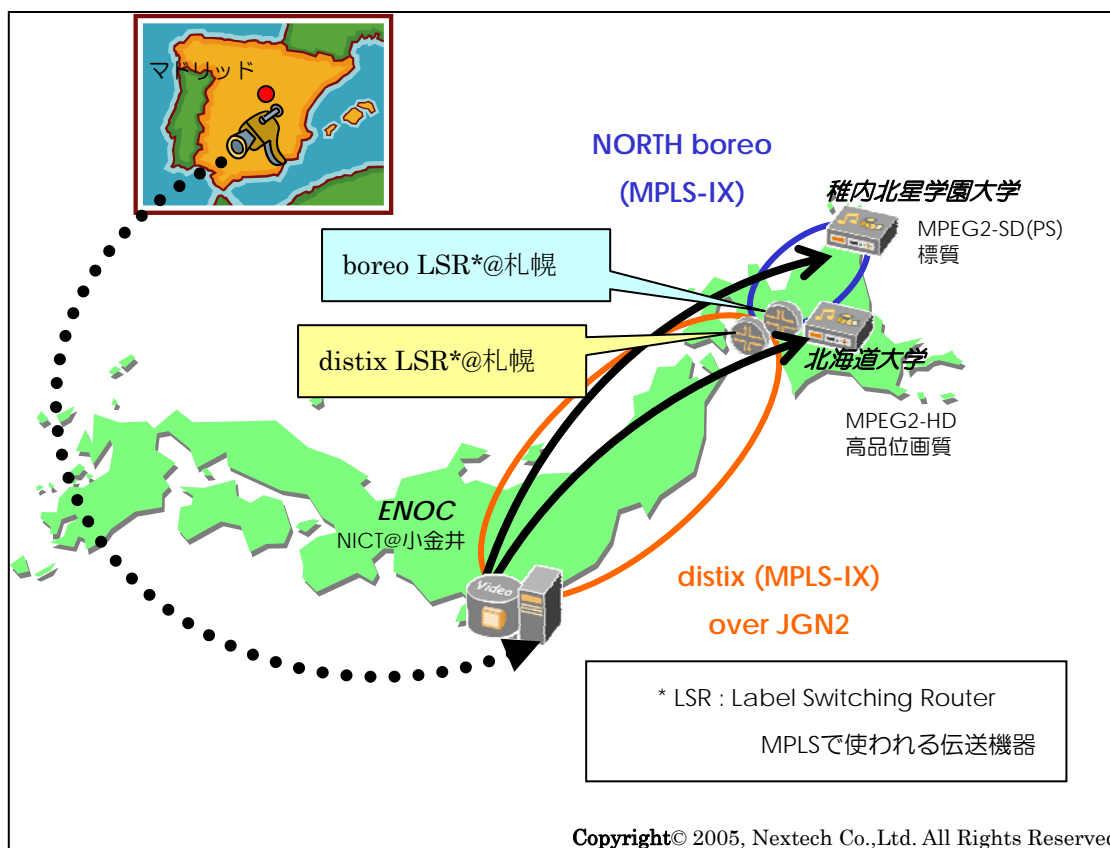 マドリッド
NORTH boreo
(MPLS-IX)
稚内北星学園大学
MPEG2-SD(PS)
標質
boreo LSR*@札幌
distix LSR*@札幌
北海道大学
MPEG2-HD
高品位画質
ENOC
NICT@小金井
Video
distix (MPLS-IX)
over JGN2
* LSR : Label Switching Router
MPLSで使われる伝送機器
Copyright© 2005, Nextech Co.,Ltd. All Rights Reserved